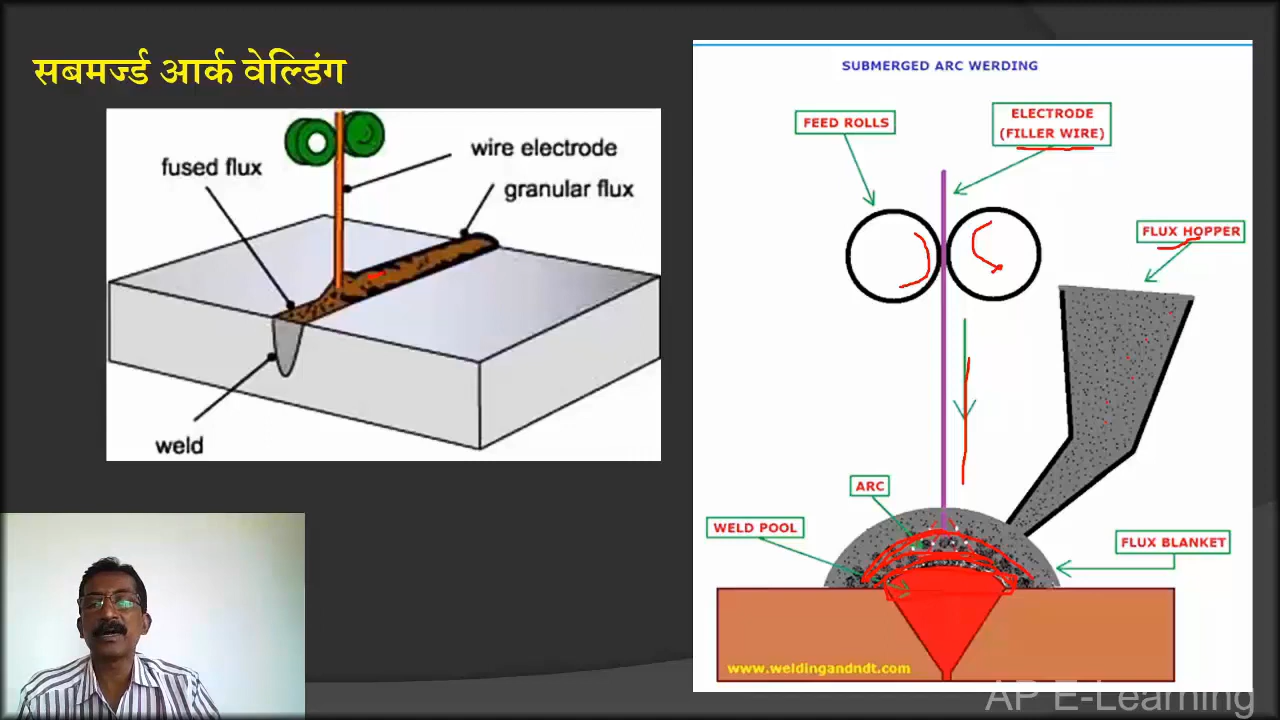 सबमर्ज्ड आर्क वेल्डिंग
fused flux
wire electrode
granular flux
weld
SUBMERGED ARC WERDING
FEED ROLLS
ELECTRODE
(FILLER WIRE)
FLUX HOPPER
ARC
WELD POOL
FLUX BLANKET
www.weldingandndt.com
AP E-Learning